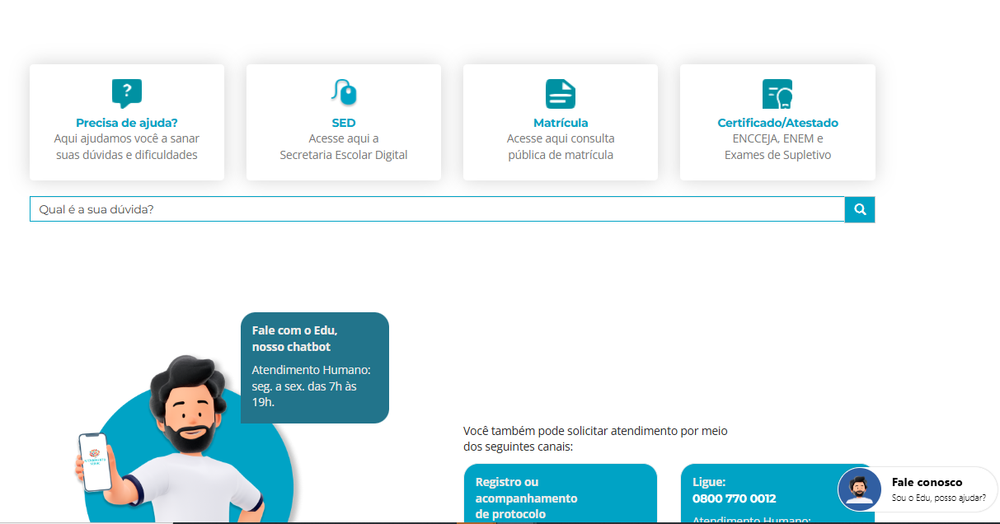 Precisa de ajuda?
Aqui ajudamos você a sanar
suas dúvidas e dificuldades
SED
Acesse aqui a
Secretaria Escolar Digital
Matrícula
Acesse aqui consulta
pública de matrícula
Certificado/Atestado
ENCCEJA, ENEM e
Exames de Supletivo
Qual é a sua dúvida?
Fale com o Edu,
nosso chatbot
Atendimento Humano:
seg. a sex. das 7h às
19h.
Você também pode solicitar atendimento por meio
dos seguintes canais:
Registro ou
acompanhamento
de protocolo
Ligue:
0800 770 0012
Atendimento Humano:
Fale conosco
Sou o Edu, posso ajudar?